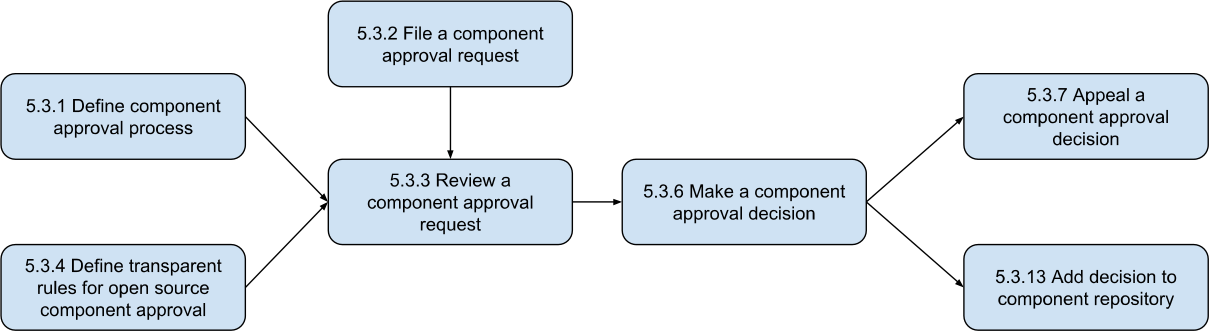 5.3.2 File a component
approval request
5.3.1 Define component
approval process
5.3.7 Appeal a
component approval
decision
5.3.3 Review a
component approval
request
5.3.6 Make a component
approval decision
5.3.4 Define transparent
rules for open source
component approval
5.3.13 Add decision to
component repository